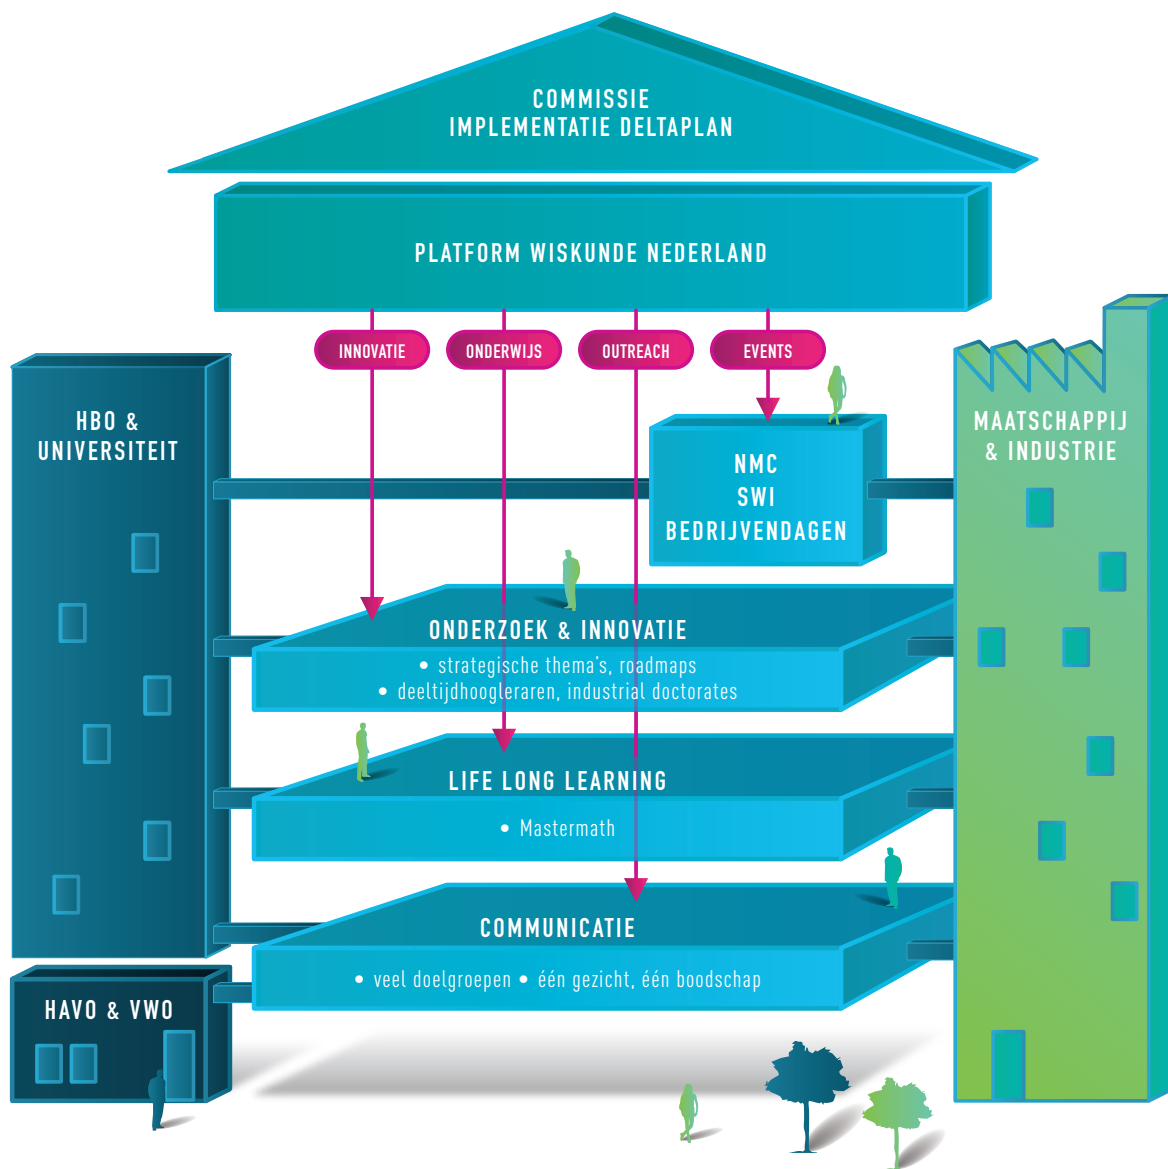 COMMISSIE
IMPLEMENTATIE DELTAPLAN
PLATFORM WISKUNDE NEDERLAND
INNOVATIE
ONDERWIJS
OUTREACH
EVENTS
HBO &
UNIVERSITEIT
MAATSCHAPPIJ
& INDUSTRIE
NMC
SWI
BEDRIJVENDAGEN
ONDERZOEK & INNOVATIE
• strategische thema's, roadmaps
• deeltijdhoogleraren, industrial doctorates
LIFE LONG LEARNING
• Mastermath
COMMUNICATIE
• veel doelgroepen • één gezicht, één boodschap
HAVO & VWO